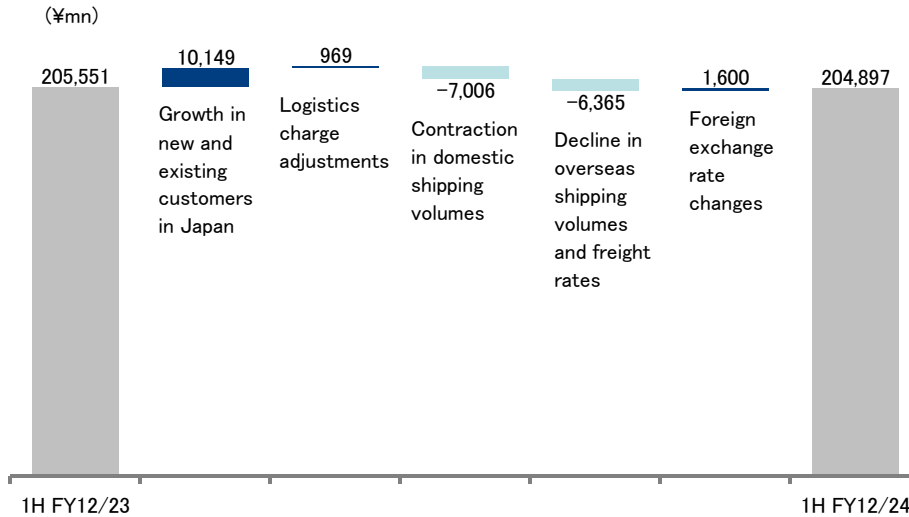 (¥mn)
205,551
10,149
Growth in
new and
existing
customers
in Japan
969
Logistics
charge
adjustments
-7,006
Contraction
in domestic
shipping
volumes
-6,365
Decline in
overseas
shipping
volumes
and freight
rates
1,600
Foreign
exchange
rate
changes
204,897
1H FY12/23
1H FY12/24